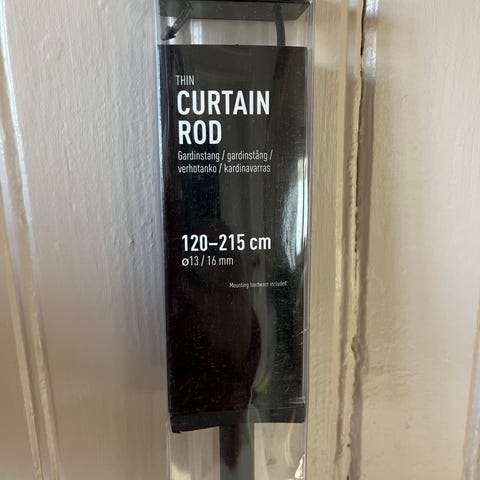 THIN
CURTAIN
ROD
Gardinstang / gardinstång /
verhotanko / kardinavarras
120–215 cm
ø13 / 16 mm
Mounting hardware included